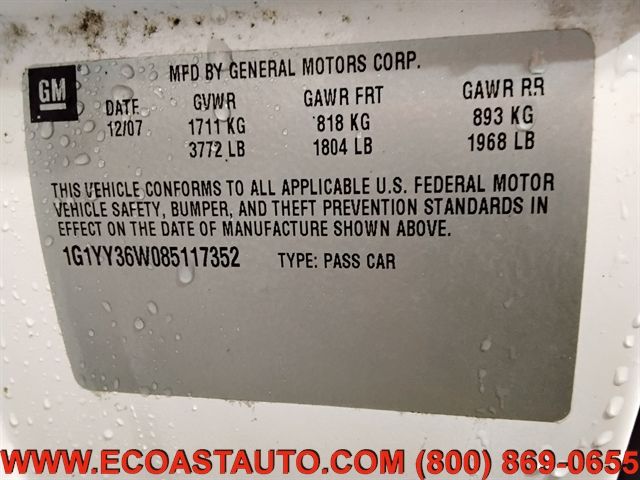 GM
MFD BY GENERAL MOTORS CORP.
DATE GVWR GAWR FRT GAWR RR
12/07 1711 KG 818 KG 893 KG
3772 LB 1804 LB 1968 LB
THIS VEHICLE CONFORMS TO ALL APPLICABLE U.S. FEDERAL MOTOR
VEHICLE SAFETY, BUMPER, AND THEFT PREVENTION STANDARDS IN
EFFECT ON THE DATE OF MANUFACTURE SHOWN ABOVE.
1G1YY36W085117352 TYPE: PASS CAR
WWW.ECOASTAUTO.COM (800) 869-0655